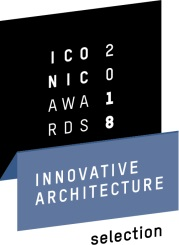 ICO 2
NIC 0
AWA 1
RDS 8
INNOVATIVE
ARCHITECTURE
selection